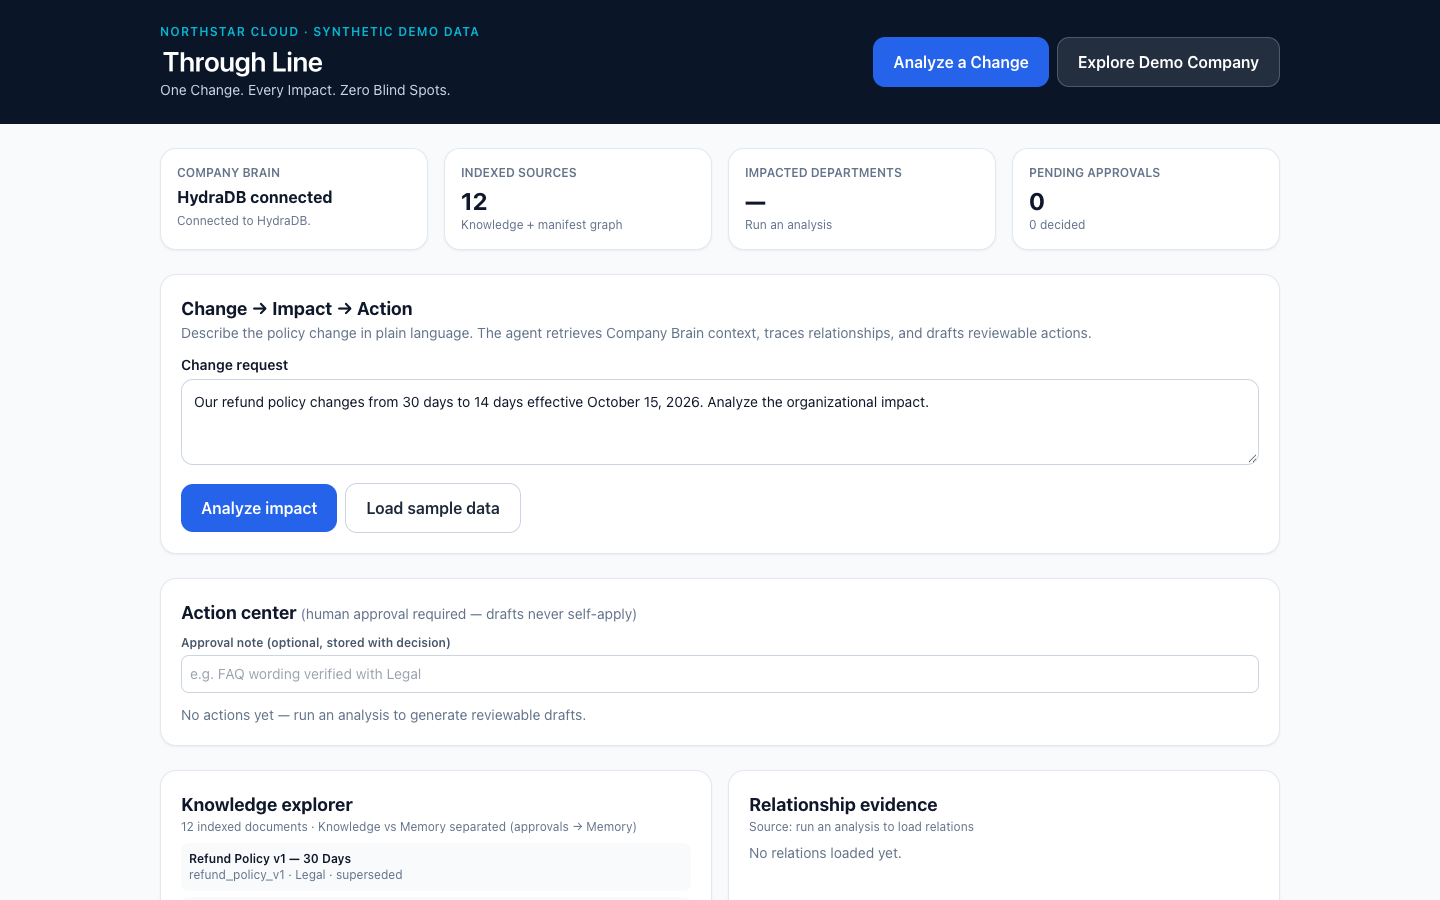 NORTHSTAR CLOUD · SYNTHETIC DEMO DATA
Through Line
One Change. Every Impact. Zero Blind Spots.
Analyze a Change
Explore Demo Company
COMPANY BRAIN
HydraDB connected
Connected to HydraDB.
INDEXED SOURCES
12
Knowledge + manifest graph
IMPACTED DEPARTMENTS
—
Run an analysis
PENDING APPROVALS
0
0 decided
Change → Impact → Action
Describe the policy change in plain language. The agent retrieves Company Brain context, traces relationships, and drafts reviewable actions.
Change request
Our refund policy changes from 30 days to 14 days effective October 15, 2026. Analyze the organizational impact.
Analyze impact
Load sample data
Action center (human approval required — drafts never self-apply)
Approval note (optional, stored with decision)
e.g. FAQ wording verified with Legal
No actions yet — run an analysis to generate reviewable drafts.
Knowledge explorer
12 indexed documents · Knowledge vs Memory separated (approvals → Memory)
Refund Policy v1 — 30 Days
refund_policy_v1 · Legal · superseded
Relationship evidence
Source: run an analysis to load relations
No relations loaded yet.